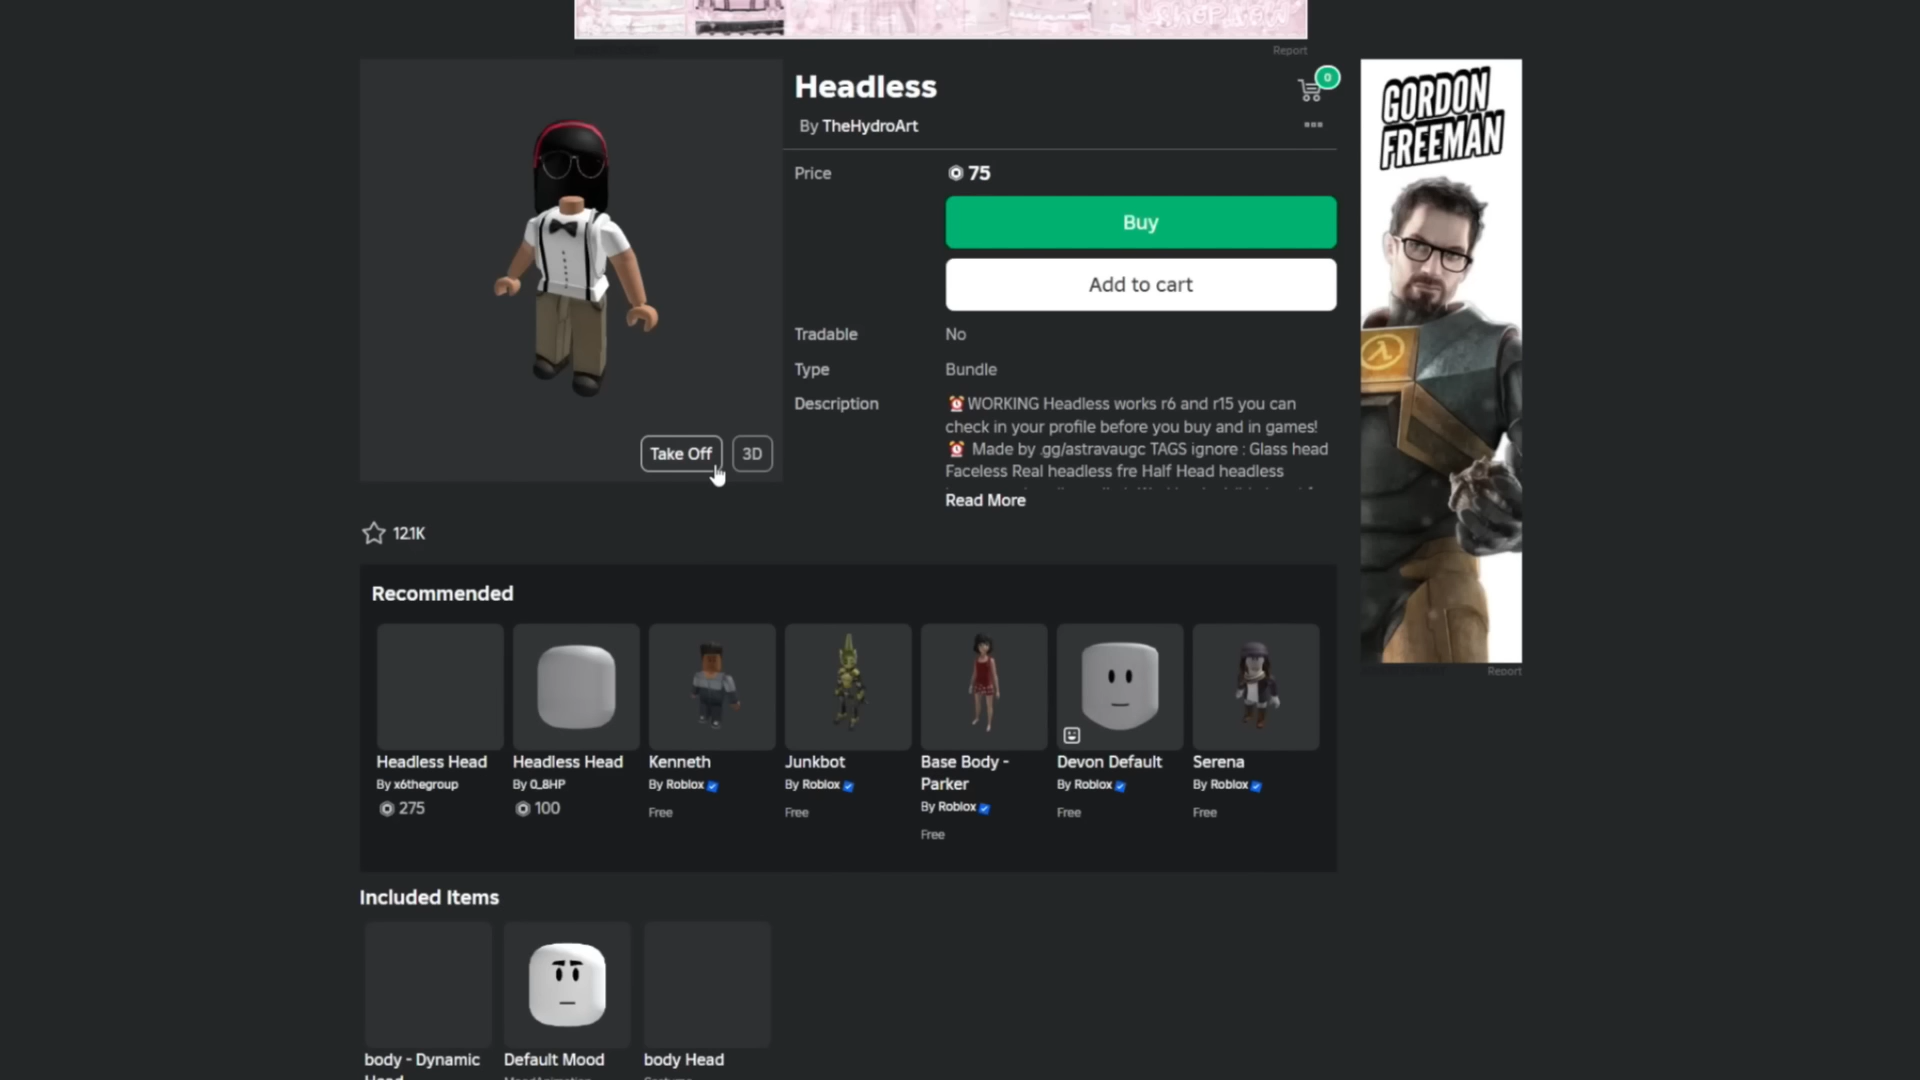 SHOP NOW
Report
Headless
0
By TheHydroArt
Price
75
Buy
Add to cart
Tradable
No
Type
Bundle
Description
⏰WORKING Headless works r6 and r15 you can
check in your profile before you buy and in games!
⏰ Made by .gg/astravaugc TAGS ignore : Glass head
Faceless Real headless fre Half Head headless
Read More
Take Off
3D
12.1K
GORDON
FREEMAN
Report
Recommended
Headless Head
By x6thegroup
275
Headless Head
By 0_8HP
100
Kenneth
By Roblox
Free
Junkbot
By Roblox
Free
Base Body -
Parker
By Roblox
Free
Devon Default
By Roblox
Free
Serena
By Roblox
Free
Included Items
body - Dynamic
Default Mood
body Head